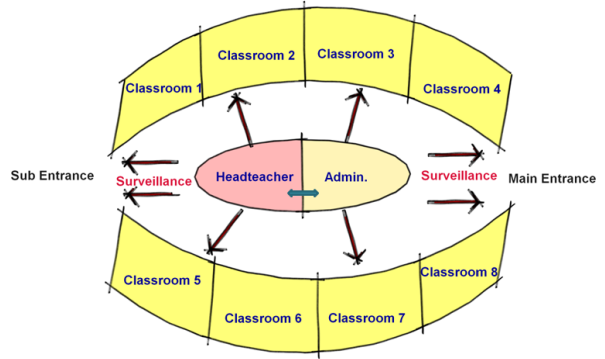 Classroom 1
Classroom 2
Classroom 3
Classroom 4
Sub Entrance
Surveillance
Headteacher
Admin.
Surveillance
Main Entrance
Classroom 5
Classroom 6
Classroom 7
Classroom 8